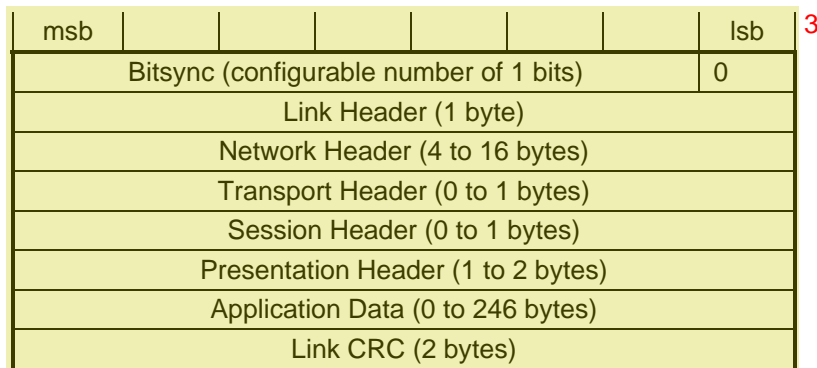 msb lsb 3
Bitsync (configurable number of 1 bits) 0
Link Header (1 byte)
Network Header (4 to 16 bytes)
Transport Header (0 to 1 bytes)
Session Header (0 to 1 bytes)
Presentation Header (1 to 2 bytes)
Application Data (0 to 246 bytes)
Link CRC (2 bytes)